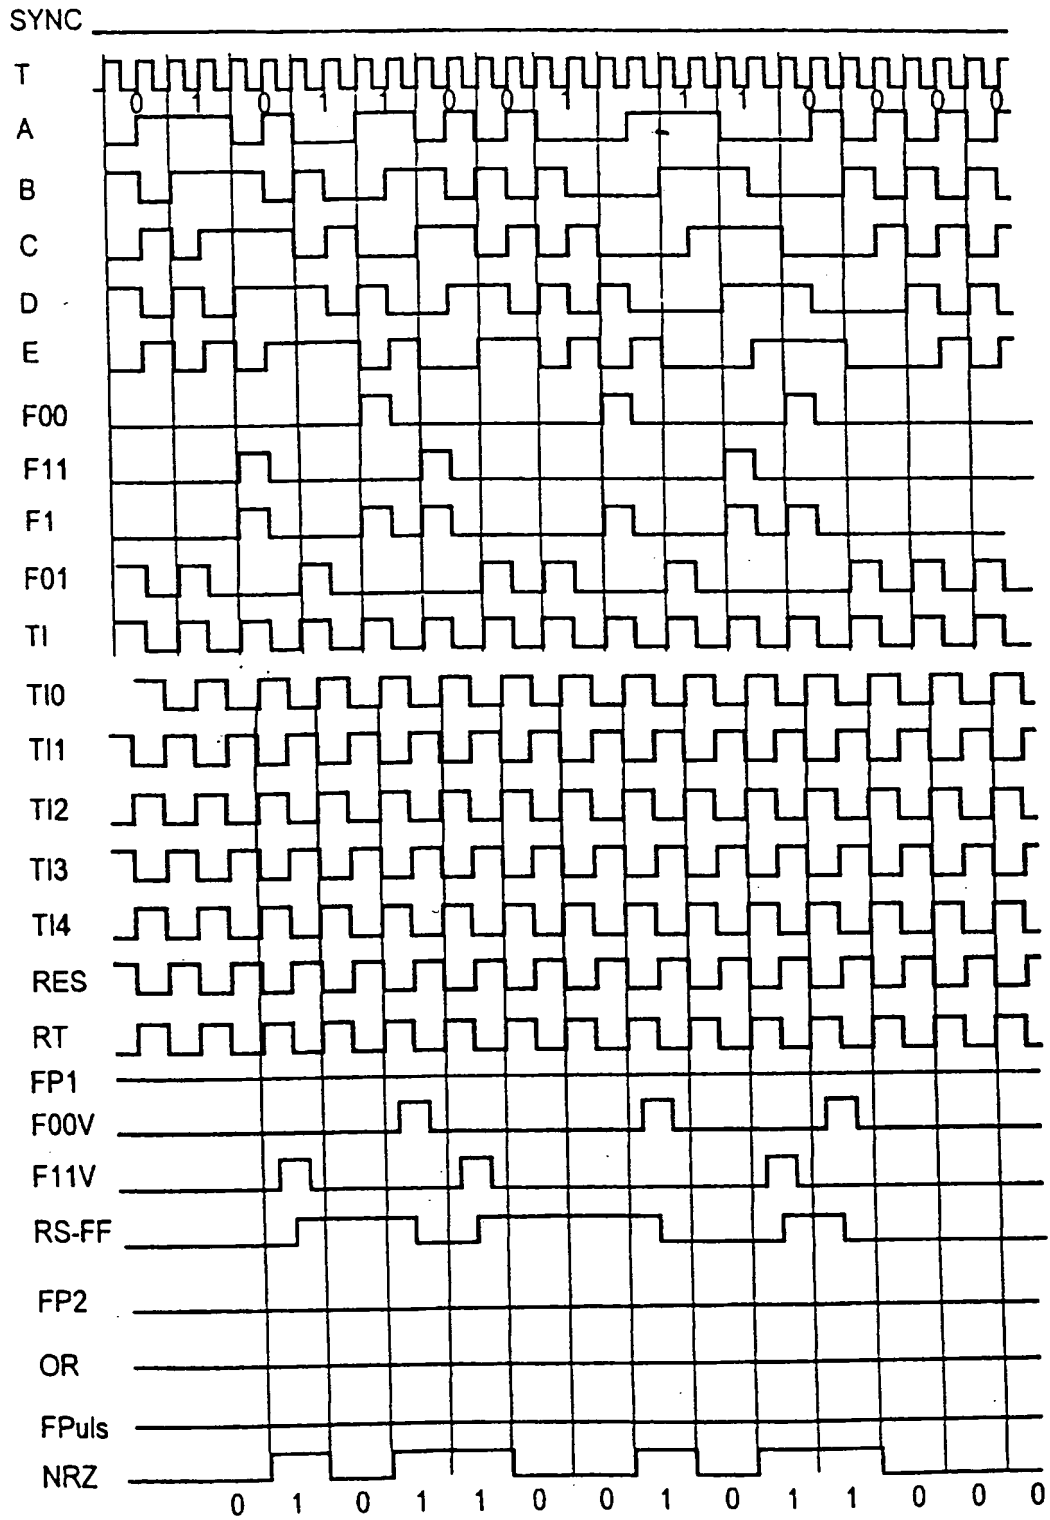 SYNC
T
0 1 0 1 1 0 0 1 1 1 0 0 0 0
A
B
C
D
E
F00
F11
F1
F01
TI
TI0
TI1
TI2
TI3
TI4
RES
RT
FP1
F00V
F11V
RS-FF
FP2
OR
FPuls
NRZ
0 1 0 1 1 0 0 1 0 1 1 0 0 0